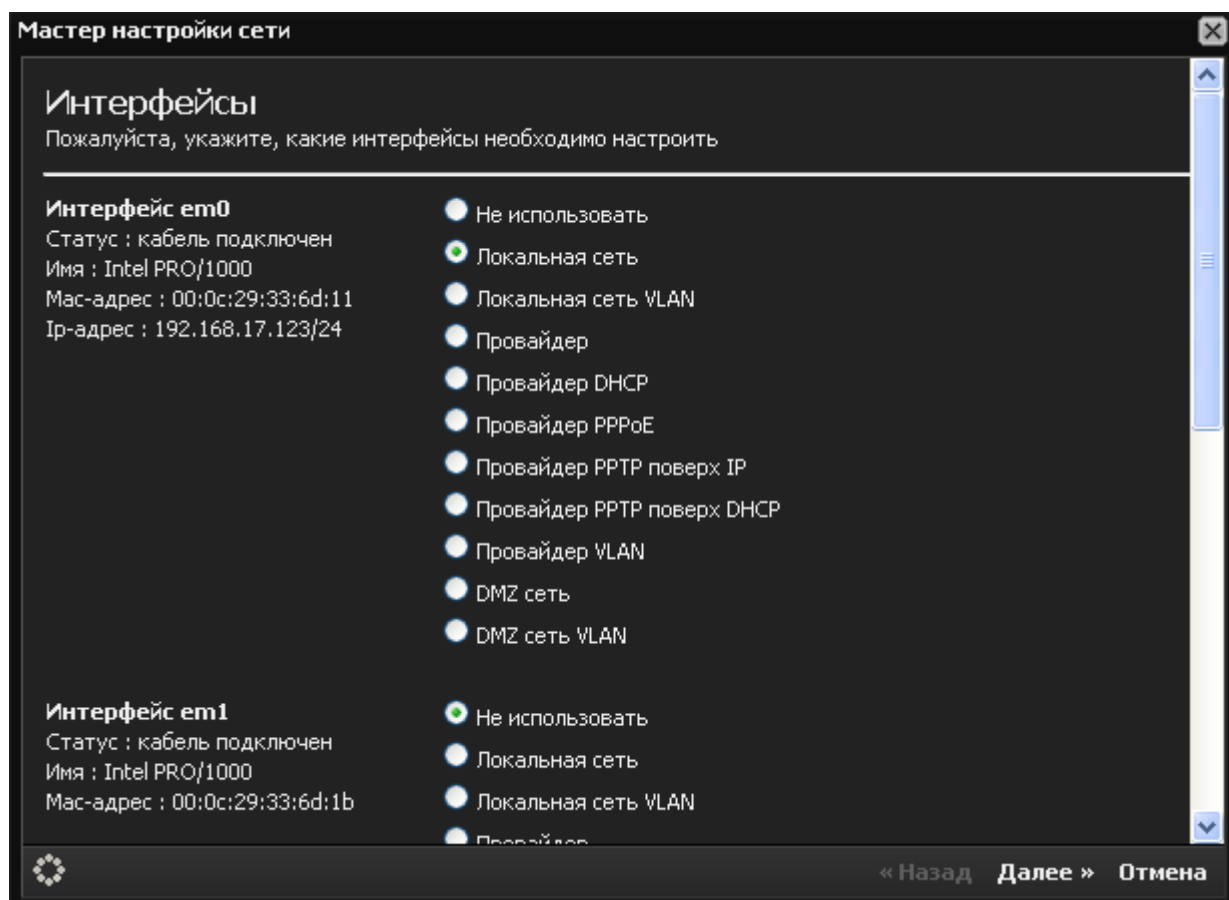 Мастер настройки сети
Интерфейсы
Пожалуйста, укажите, какие интерфейсы необходимо настроить
Интерфейс em0
Статус : кабель подключен
Имя : Intel PRO/1000
Мас-адрес : 00:0c:29:33:6d:11
Ip-адрес : 192.168.17.123/24
Не использовать
Локальная сеть
Локальная сеть VLAN
Провайдер
Провайдер DHCP
Провайдер PPPoE
Провайдер PPTP поверх IP
Провайдер PPTP поверх DHCP
Провайдер VLAN
DMZ сеть
DMZ сеть VLAN
Интерфейс em1
Статус : кабель подключен
Имя : Intel PRO/1000
Мас-адрес : 00:0c:29:33:6d:1b
Не использовать
Локальная сеть
Локальная сеть VLAN
Провайдер
« Назад
Далее »
Отмена